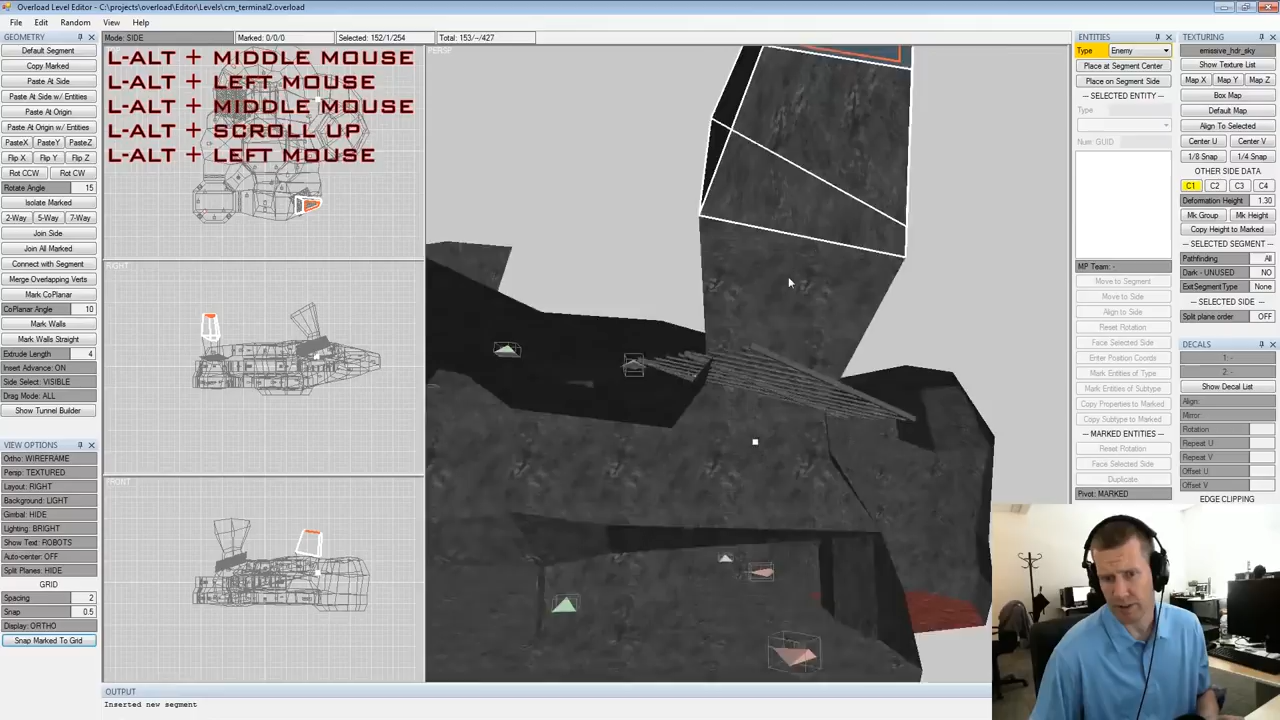 Overload Level Editor - C:\projects\overload\Editor\Levels\cm_terminal2.overload
File Edit Random View Help
GEOMETRY
Default Segment
Copy Marked
Paste At Side
Paste At Side w/ Entities
Paste At Origin
Paste At Origin w/ Entities
PasteX PasteY PasteZ
Flip X Flip Y Flip Z
Rot CCW Rot CW
Rotate Angle 15
Isolate Marked
2-Way 5-Way 7-Way
Join Side
Join All Marked
Connect with Segment
Merge Overlapping Verts
Mark CoPlanar
CoPlanar Angle 10
Mark Walls
Mark Walls Straight
Extrude Length 4
Insert Advance: ON
Side Select: VISIBLE
Drag Mode: ALL
Show Tunnel Builder
VIEW OPTIONS
Ortho: WIREFRAME
Persp: TEXTURED
Layout: RIGHT
Background: LIGHT
Gimbal: HIDE
Lighting: BRIGHT
Show Text: ROBOTS
Auto-center: OFF
Split Planes: HIDE
GRID
Spacing 2
Snap 0.5
Display: ORTHO
Snap Marked To Grid
Mode: SIDE Marked: 0/0/0 Selected: 152/1/254 Total: 153/~/427
PERSP
L-ALT + MIDDLE MOUSE
L-ALT + LEFT MOUSE
L-ALT + MIDDLE MOUSE
L-ALT + SCROLL UP
L-ALT + LEFT MOUSE
RIGHT
FRONT
OUTPUT
Inserted new segment
ENTITIES
Type Enemy
Place at Segment Center
Place on Segment Side
--- SELECTED ENTITY
Type
Num: GUID
MP Team: -
Move to Segment
Move to Side
Align to Side
Reset Rotation
Face Selected Side
Enter Position Coords
Mark Entities of Type
Mark Entities of Subtype
Copy Properties to Marked
Copy Subtype to Marked
--- MARKED ENTITIES
Reset Rotation
Face Selected Side
Duplicate
Pivot: MARKED
TEXTURING
emissive_hdr_sky
Show Texture List
Map X Map Y Map Z
Box Map
Default Map
Align To Selected
Center U Center V
1/8 Snap 1/4 Snap
OTHER SIDE DATA
C1 C2 C3 C4
Deformation Height 1.30
Mk Group Mk Height
Copy Height to Marked
--- SELECTED SEGMENT
Pathfinding All
Dark - UNUSED NO
ExitSegmentType None
--- SELECTED SIDE
Split plane order: OFF
DECALS
1: -
2: -
Show Decal List
Align:
Mirror:
Rotation
Repeat U
Repeat V
Offset U
Offset V
EDGE CLIPPING